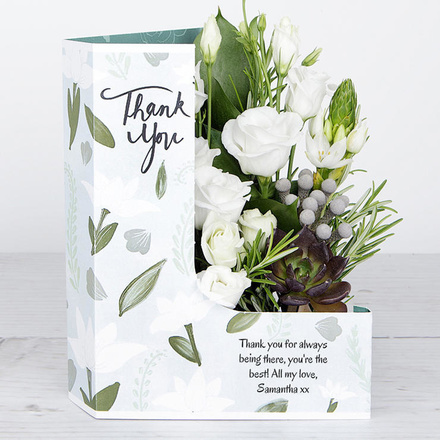 Thank
You
Thank you for always
being there, you're the
best! All my love,
Samantha xx